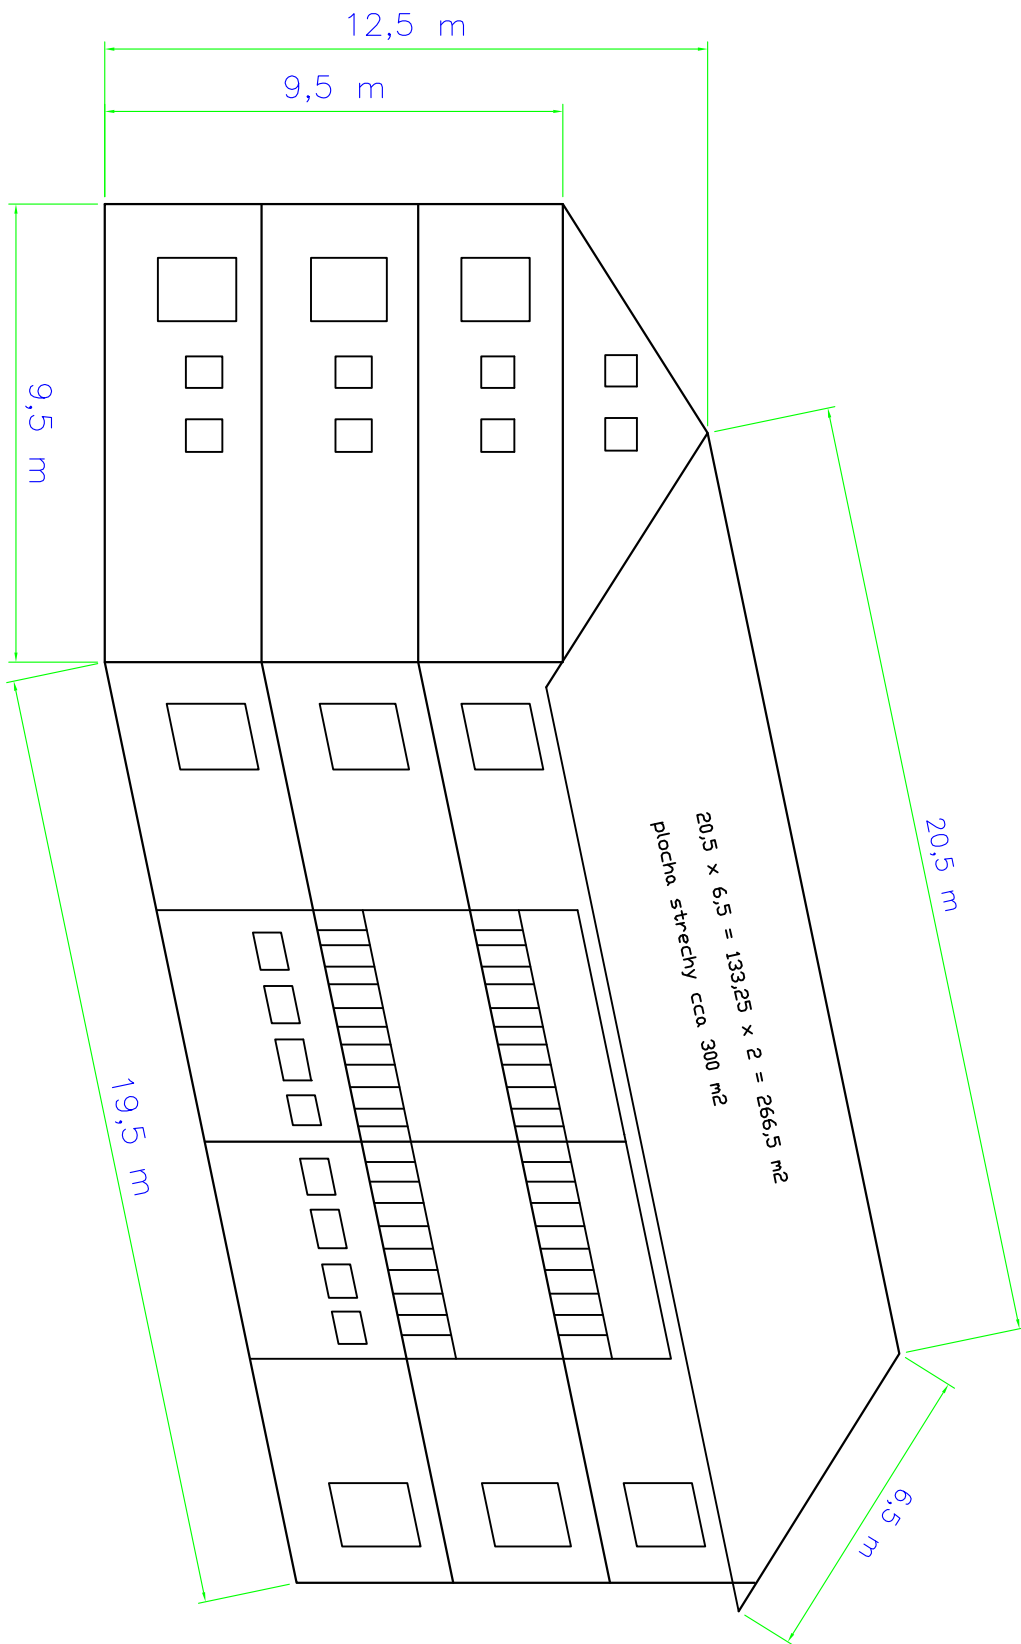 12,5 m
9,5 m
9,5 m
20,5 m
20,5 x 6,5 = 133,25 x 2 = 266,5 m2
plocha strechy cca 300 m2
19,5 m
6,5 m